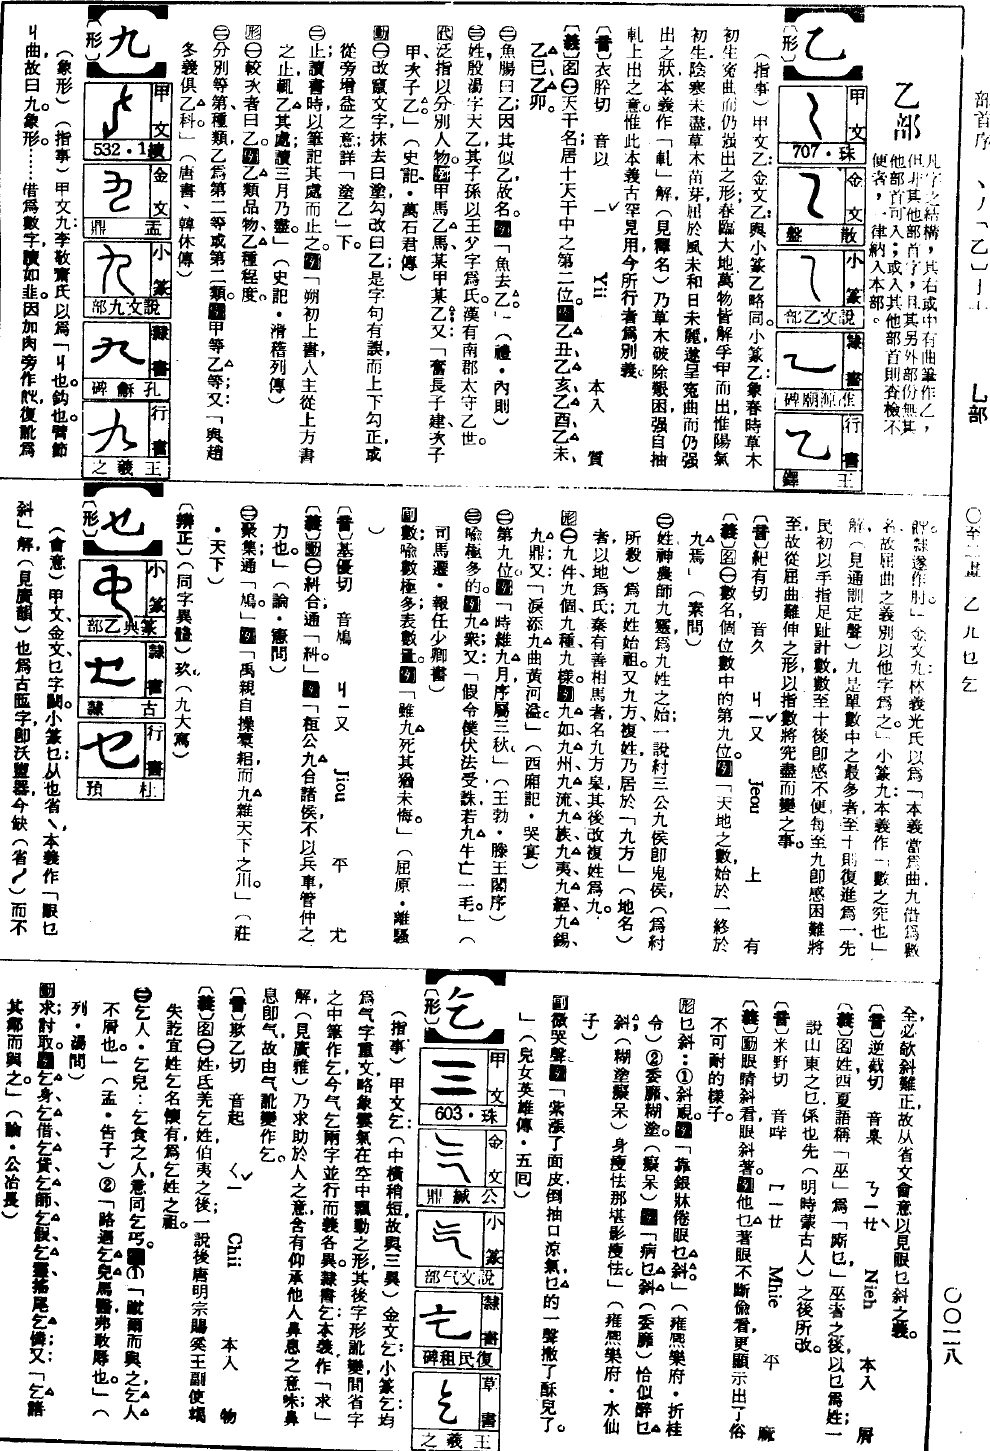 部首序
乙部
〇至二畫 乙九乜乞
〇〇二八
乙部
凡字之結構，其右或中有曲筆作乙，
但非其他部首字，且其另外部份無其
他部首可入；或入其他部首則查檢不
便者，一律納入本部。
乙
〔形〕
甲文 707·珠
金文 散盤
小篆 說文乙部
隸書 淮源廟碑
行書 王鐸
（指事）甲文乙金文乙與小篆乙略同。小篆乙象春時草木
初生寃曲而仍强出之形；春臨大地萬物皆解孚甲而出，惟陽氣
初生陰寒未盡草木苗芽屈於風未和日未麗，遂呈寃曲而仍强
出之狀本義作「軋」解（見釋名）乃草木破除艱困强自抽
軋上出之意惟此本義古罕見用今所行者爲別義。
〔音〕衣肸切 音以 ㄧˇ Yii 本入 質
〔義〕名㊀天干名居十天干中之第二位。例乙丑、乙亥、乙酉、乙未、
乙巳、乙卯。
㊁魚腸曰乙因其似乙故名。例「魚去乙。」（禮·內則）
㊂姓殷湯字天乙其子孫以王父字爲氏。漢有南郡太守乙世。
代泛指以分別人物例甲馬乙馬某甲某乙又：「奮長子建、次子
甲、次子乙。」（史記·萬石君傳）
動㊀改竄文字抹去曰塗勾改曰乙；是字句有誤而上下勾正或
從旁增益之意詳「塗乙」下。
㊁止；讀書時以筆記其處而止之。例「朔初上書，人主從上方書
之止，輒乙其處讀三月乃盡」（史記·滑稽列傳）
形㊀較次者曰乙。例乙類品物；乙種程度。
㊁分別等第種類，乙爲第二等或第二類。例甲等乙等又「與趙
冬羲俱乙科」（唐書、韓休傳）
九
〔形〕
甲文 532·1續
金文 盂鼎
小篆 說文九部
隸書 孔龢碑
行書 王羲之
（象形）（指事）甲文九：李敬齋氏以爲「ㄐ也。鈎也。臂節
ㄐ曲，故曰九。象形……借爲數字，讀如韭。因加肉旁作肍，復訛爲
遂作肘」金文九：林義光氏以爲「本義當爲曲，九借爲數
名故屈曲之義別以他字爲之。」小篆九：本義作「數之究也」
解（見通訓定聲）九是單數中之最多者至十則復進爲一先
民初以手指足趾計數，數至十後卽感不便，每至九卽感困難將
至，故從屈曲難伸之形以指數將究盡而變之事。
〔音〕紀有切 音久 ㄐㄧㄡˇ Jeou 上 有
〔義〕名㊀數名個位數中的第九位。例「天地之數始於一終於
九焉」（素問）
㊁姓神農師九靈爲九姓之始；一說紂三公九侯卽鬼侯（爲紂
所殺）爲九姓始祖。又九方，複姓乃居於「九方」（地名）
者以地爲氏秦有善相馬者名九方皋其後改複姓爲九。
形㊀九件九個九種九樣。例九如、九州、九流、九族、九夷、九經、九錫、
九鼎；又「淚添九曲黃河溢。」（西廂記·哭宴）
㊁第九位。例「時維九月，序屬三秋。」（王勃·滕王閣序）
㊂喻極多的。例九衆；又：「假令僕伏法受誅，若九牛亡一毛。」（
司馬遷·報任少卿書）
副數喻數極多表數量。例「雖九死其猶未悔。」（屈原·離騷
）
〔音〕基優切 音鳩 ㄐㄧㄡ Jiou 平 尤
〔義〕動㊀糾合通「糾」例「桓公九合諸侯不以兵車管仲之
力也。」（論·憲問）
㊁聚集；通「鳩」例「禹親自操橐耜，而九雜天下之川」（莊
·天下）
〔辨正〕（同字異體）玖（九大寫）
乜
〔形〕
小篆 篆典乙部
隸書 古隸
行書 杜預
（會意）甲文、金文乜字闕小篆乜：从也省丶本義作「眼乜
斜」解（見廣韻）也爲古匜字卽沃盥器今缺（省丿）而不
全，必欹斜難正，故从省文會意以見眼乜斜之義。
〔音〕逆截切 音臬 ㄋㄧㄝˋ Nieh 本入 屑
〔義〕名姓西夏語稱「巫」爲「厮乜」巫者之後，以乜爲姓；一
說山東之乜係也先（明時蒙古人）之後所改。
〔音〕米野切 音哶 ㄇㄧㄝ Mhie 平 麻
〔義〕動眼睛斜看眼斜著。例他乜著眼不斷偷看更顯示出了俗
不可耐的樣子。
形乜斜：①斜視。例「靠銀牀倦眼乜斜」（雍熙樂府·折桂
令）②委靡、糊塗（癡呆）例「病乜斜（委靡）恰似醉乜
斜（糊塗癡呆）身瘦怯那堪影瘦怯」（雍熙樂府·水仙
子）
副微哭聲。例「紫漲了面皮倒抽口涼氣乜的一聲撇了酥兒了。
」（兒女英雄傳·五回）
乞
〔形〕
甲文 603·珠
金文 公緘鼎
小篆 說文气部
隸書 復民租碑
草書 王羲之
（指事）甲文乞：（中橫稍短故與三異）金文乞：小篆乞：均
爲气字重文略象雲氣在空中飄動之形其後字形訛變間省字
之中筆作乞今气、乞兩字並行而義各異隸書乞：本義作「求」
解（見廣雅）乃求助於人之意含有仰承他人鼻息之意味；鼻
息卽气故由气訛變作乞。
〔音〕欺乙切 音起 ㄑㄧˇ Chii 本入 物
〔義〕名㊀姓氐羌乞姓伯夷之後；一說後唐明宗賜奚王副使竭
失訖宜姓乞名懷有爲乞姓之祖。
㊁乞人·乞兒：乞食之人意同乞丐。例①「蹴爾而與之，乞人
不屑也」（孟·告子）②「路遇乞兒馬醫弗敢辱也」（
列·湯問）
動求；討取。例乞身、乞借、乞貸、乞師、乞假、乞靈、搖尾乞憐；又：「乞諸
其鄰而與之。」（論·公冶長）